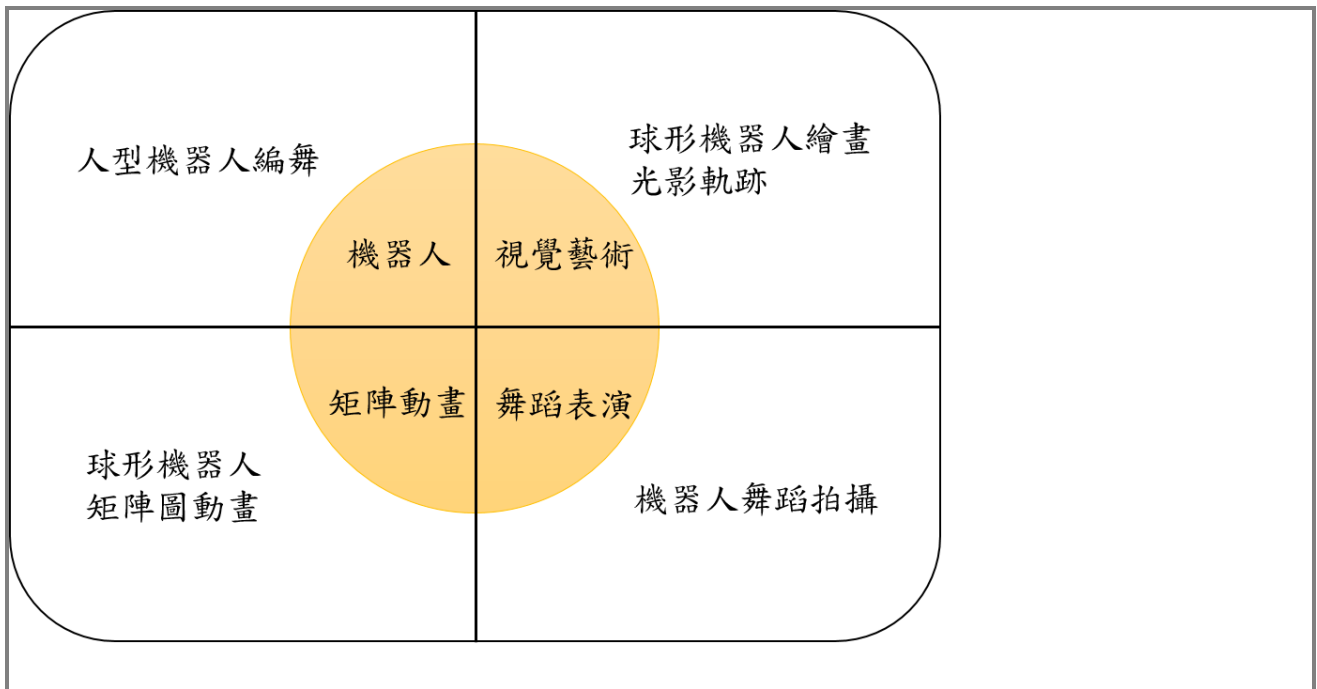 人型機器人編舞
球形機器人繪畫
光影軌跡
機器人
視覺藝術
矩陣動畫
舞蹈表演
球形機器人
矩陣圖動畫
機器人舞蹈拍攝